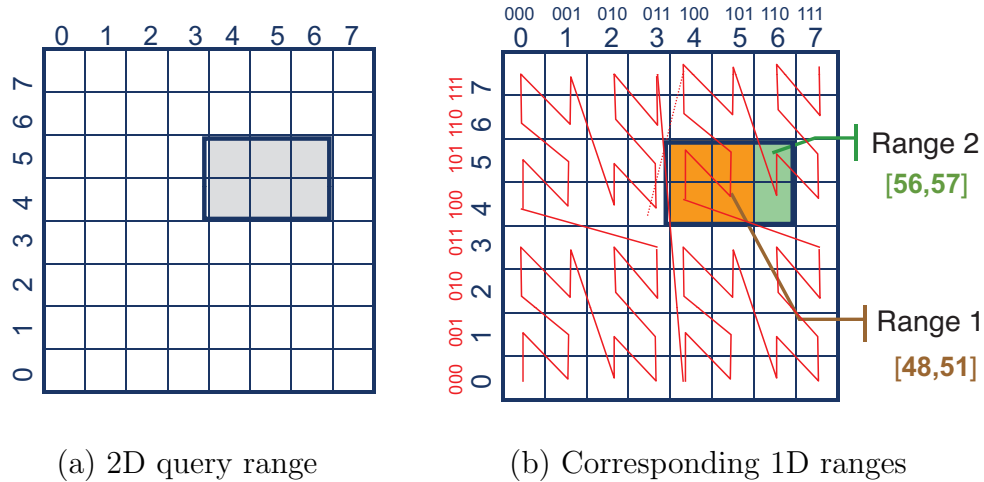 0 1 2 3 4 5 6 7
7
6
5
4
3
2
1
0
000 001 010 011 100 101 110 111
0 1 2 3 4 5 6 7
111 7
110 6
101 5
100 4
011 3
010 2
001 1
000 0
Range 2
[56,57]
Range 1
[48,51]
(a) 2D query range
(b) Corresponding 1D ranges